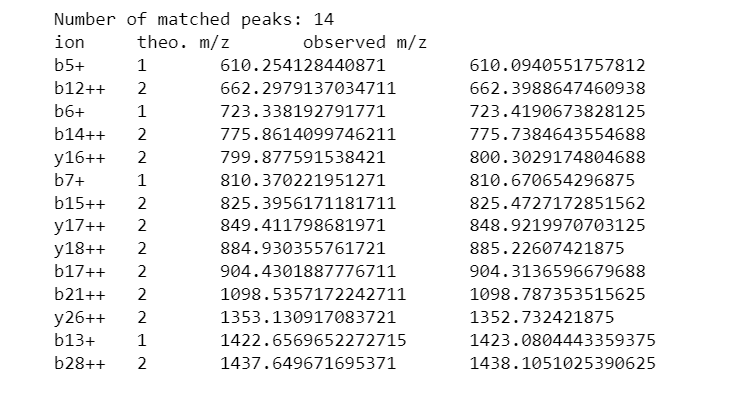 Number of matched peaks: 14
ion theo. m/z observed m/z
b5+ 1 610.254128440871 610.0940551757812
b12++ 2 662.2979137034711 662.3988647460938
b6+ 1 723.338192791771 723.4190673828125
b14++ 2 775.8614099746211 775.7384643554688
y16++ 2 799.877591538421 800.3029174804688
b7+ 1 810.370221951271 810.670654296875
b15++ 2 825.3956171181711 825.4727172851562
y17++ 2 849.411798681971 848.9219970703125
y18++ 2 884.930355761721 885.22607421875
b17++ 2 904.4301887776711 904.3136596679688
b21++ 2 1098.5357172242711 1098.787353515625
y26++ 2 1353.130917083721 1352.732421875
b13+ 1 1422.6569652272715 1423.0804443359375
b28++ 2 1437.649671695371 1438.1051025390625